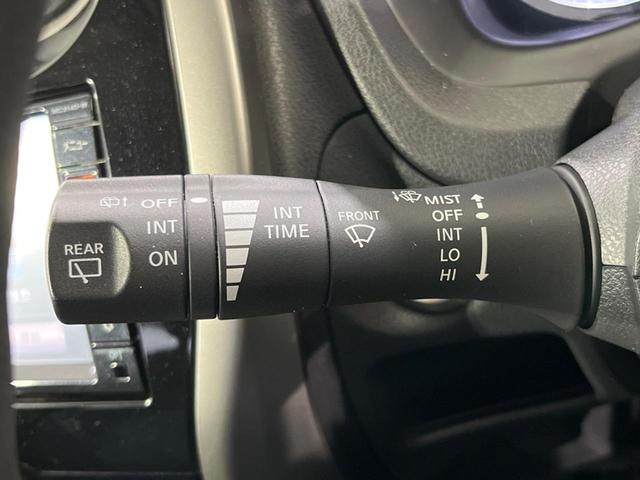 REAR
OFF
INT
ON
INT
TIME
FRONT
MIST
OFF
INT
LO
HI